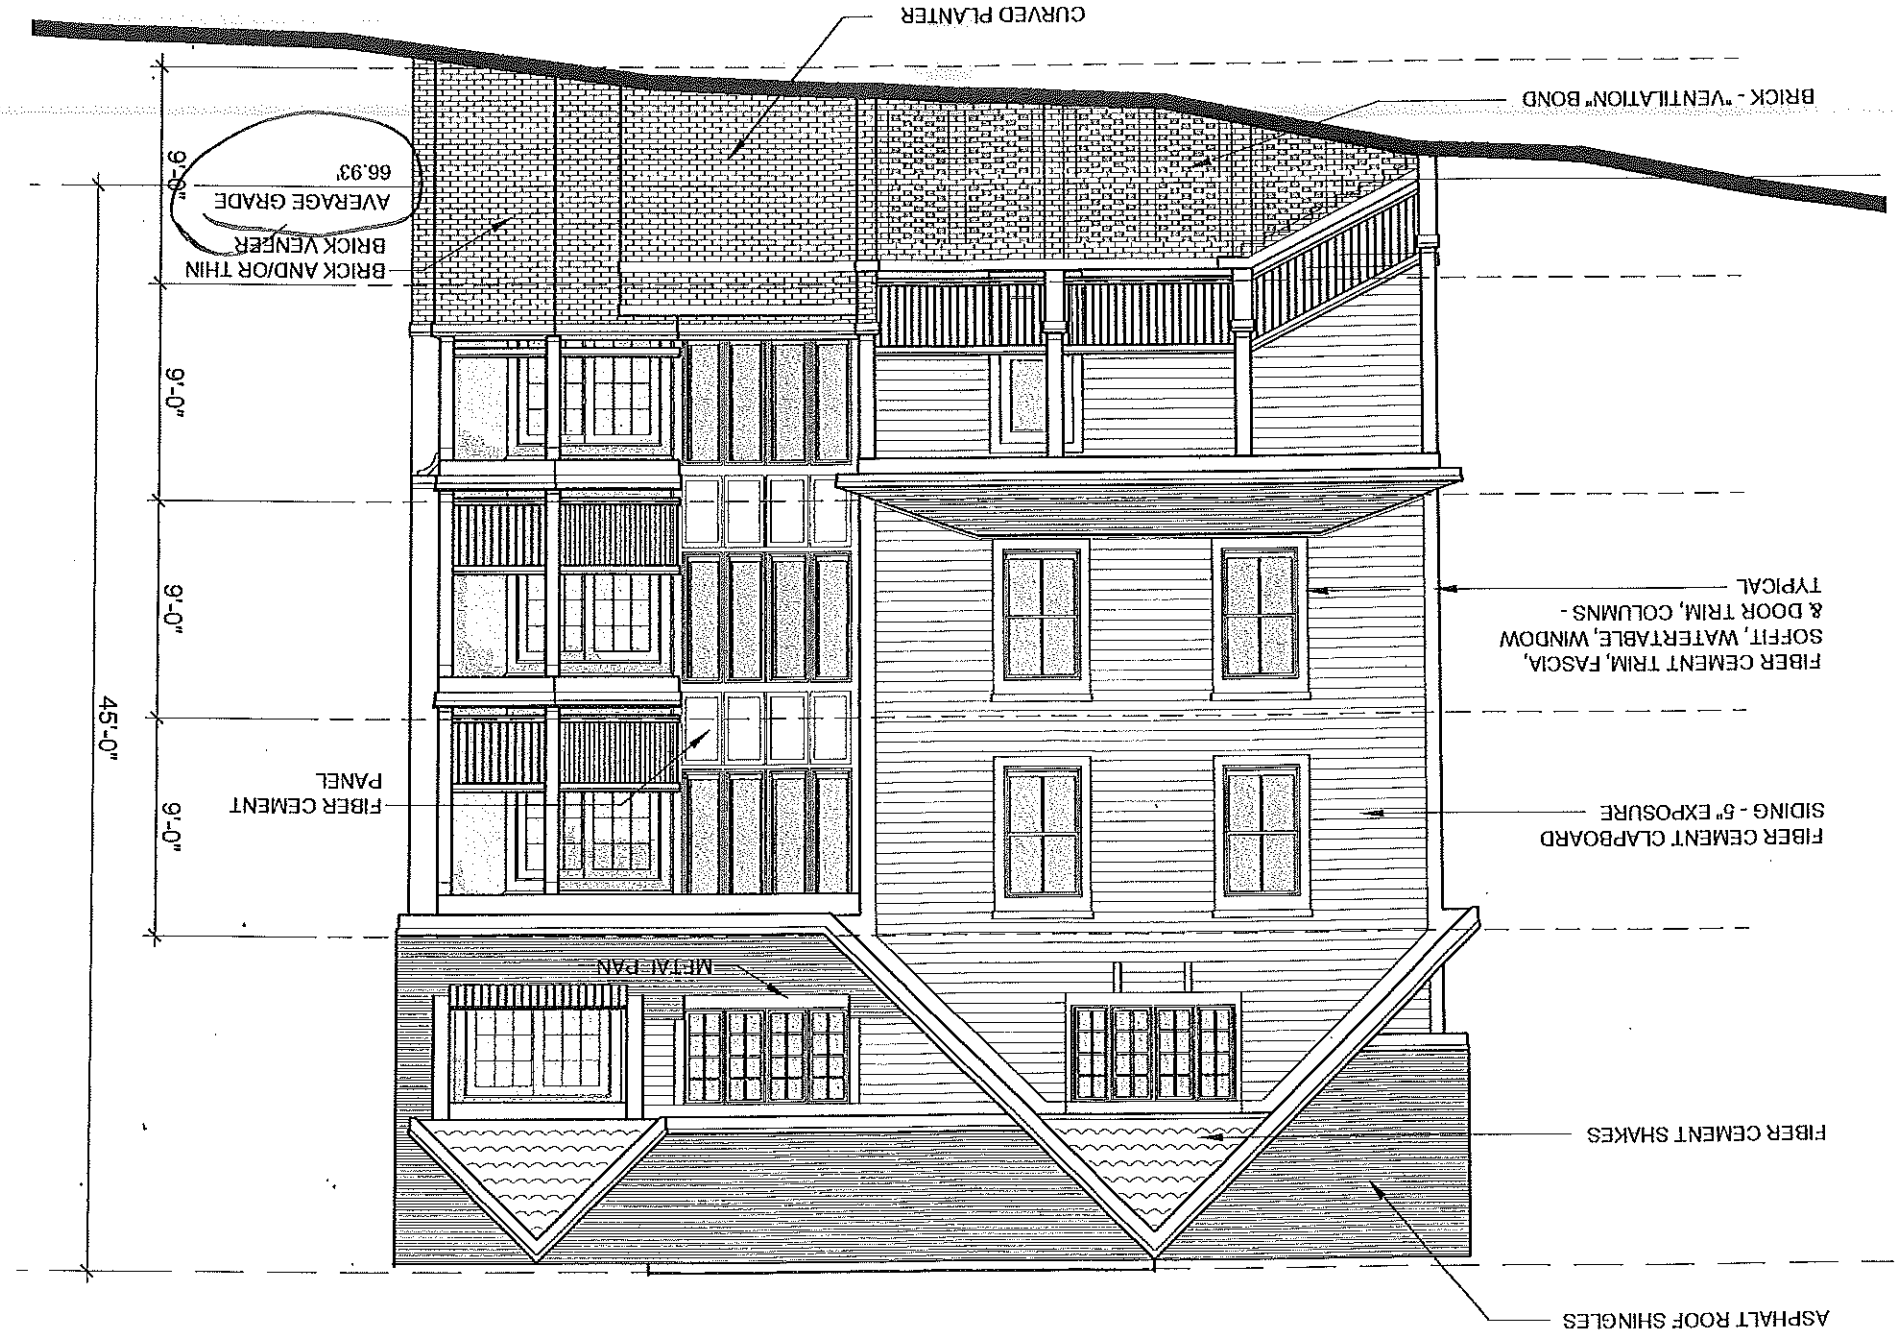 ASPHALT ROOF SHINGLES
FIBER CEMENT SHAKES
METAL PAN
FIBER CEMENT CLAPBOARD
SIDING - 5" EXPOSURE
FIBER CEMENT
PANEL
9'-0"
45'-0"
FIBER CEMENT TRIM, FASCIA,
SOFFIT, WATERTABLE, WINDOW
& DOOR TRIM, COLUMNS -
TYPICAL
9'-0"
9'-0"
BRICK AND/OR THIN
BRICK VENEER
AVERAGE GRADE
66.93'
9'-0"
BRICK - "VENTILATION" BOND
CURVED PLANTER